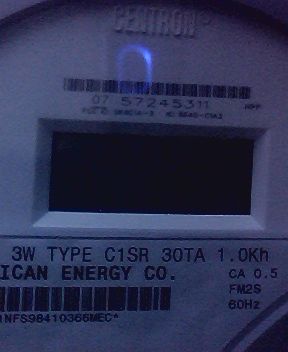 CENTRON®
07 57245311
3W TYPE C1SR 30TA 1.0Kh
ICAN ENERGY CO. CA 0.5
FM2S
60Hz
1NFS98410366MEC*